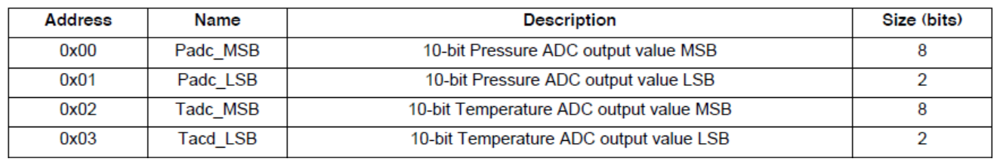 Address Name Description Size (bits)
0x00 Padc_MSB 10-bit Pressure ADC output value MSB 8
0x01 Padc_LSB 10-bit Pressure ADC output value LSB 2
0x02 Tadc_MSB 10-bit Temperature ADC output value MSB 8
0x03 Tacd_LSB 10-bit Temperature ADC output value LSB 2